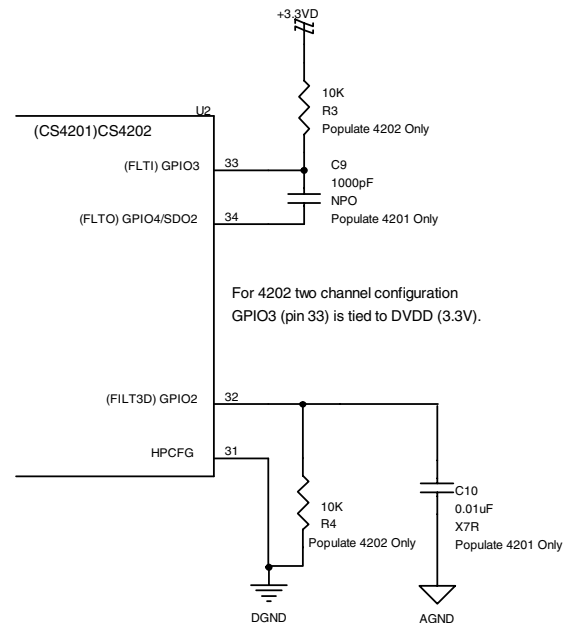 +3.3VD
10K
R3
Populate 4202 Only
U2
(CS4201)CS4202
(FLTI) GPIO3
33
C9
1000pF
NPO
Populate 4201 Only
(FLTO) GPIO4/SDO2
34
For 4202 two channel configuration
GPIO3 (pin 33) is tied to DVDD (3.3V).
(FILT3D) GPIO2
32
HPCFG
31
10K
R4
Populate 4202 Only
C10
0.01uF
X7R
Populate 4201 Only
DGND
AGND